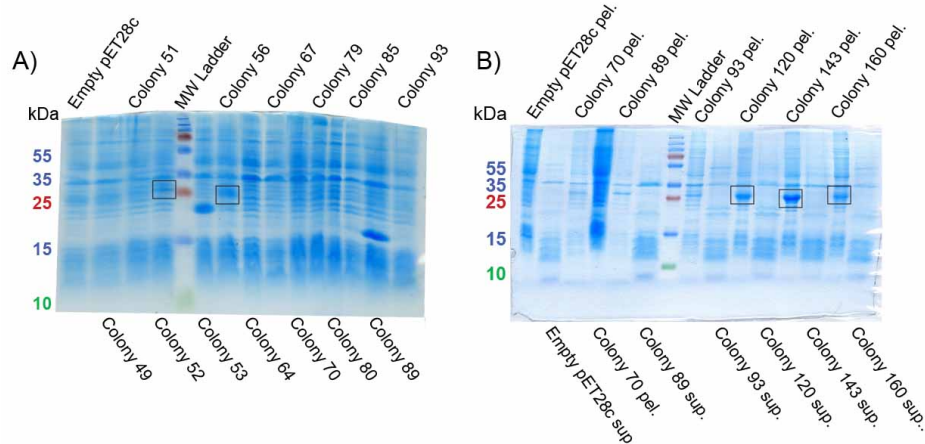 A)
Empty pET28c
Colony 51
MW Ladder
Colony 56
Colony 67
Colony 79
Colony 85
Colony 93
kDa
55
35
25
15
10
Colony 49
Colony 52
Colony 53
Colony 64
Colony 70
Colony 80
Colony 89
B)
Empty pET28c pel.
Colony 70 pel.
Colony 89 pel.
MW Ladder
Colony 93 pel.
Colony 120 pel.
Colony 143 pel.
Colony 160 pel.
kDa
55
35
25
15
10
Empty pET28c sup
Colony 70 pel.
Colony 89 sup.
Colony 93 sup.
Colony 120 sup.
Colony 143 sup.
Colony 160 sup..